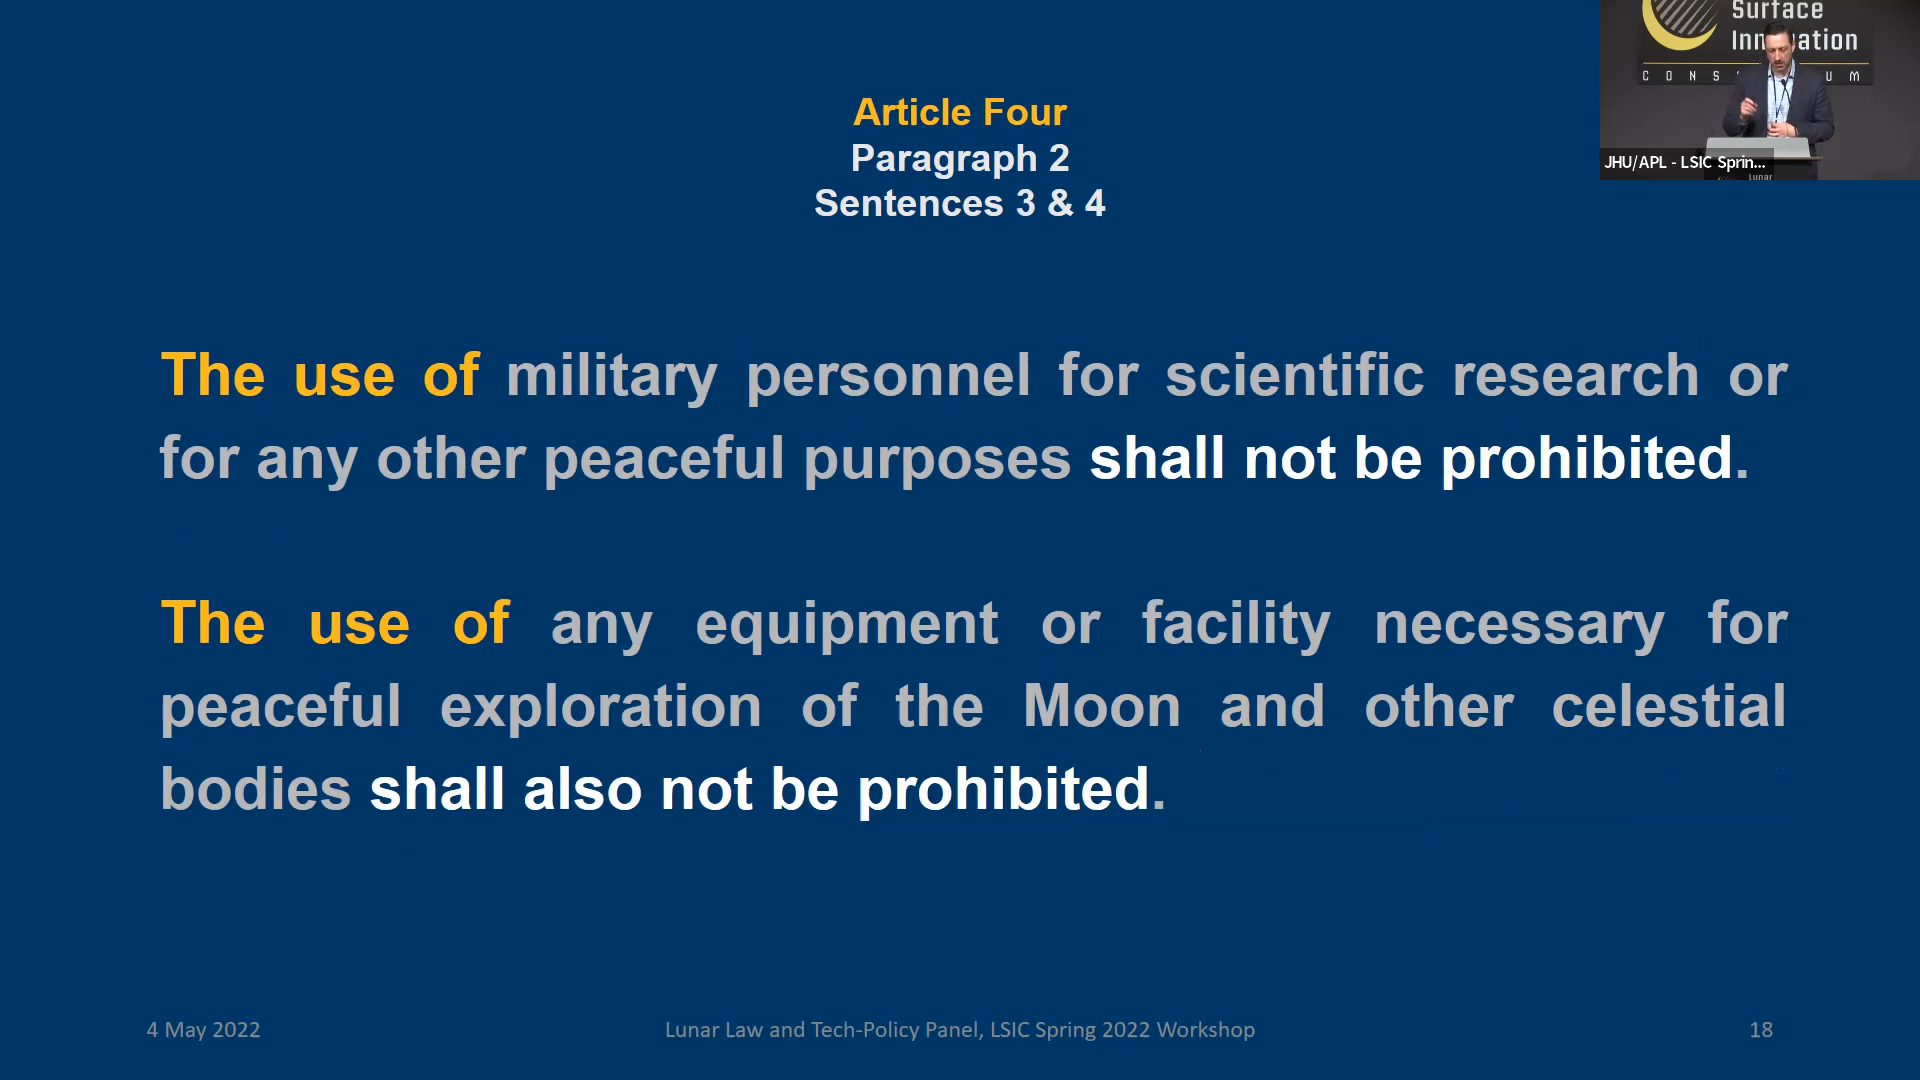 Surface
Inn ation
C O N S U M
JHU/APL - LSIC Sprin...
Lunar
Article Four
Paragraph 2
Sentences 3 & 4
The use of military personnel for scientific research or
for any other peaceful purposes shall not be prohibited.
The use of any equipment or facility necessary for
peaceful exploration of the Moon and other celestial
bodies shall also not be prohibited.
4 May 2022
Lunar Law and Tech-Policy Panel, LSIC Spring 2022 Workshop
18